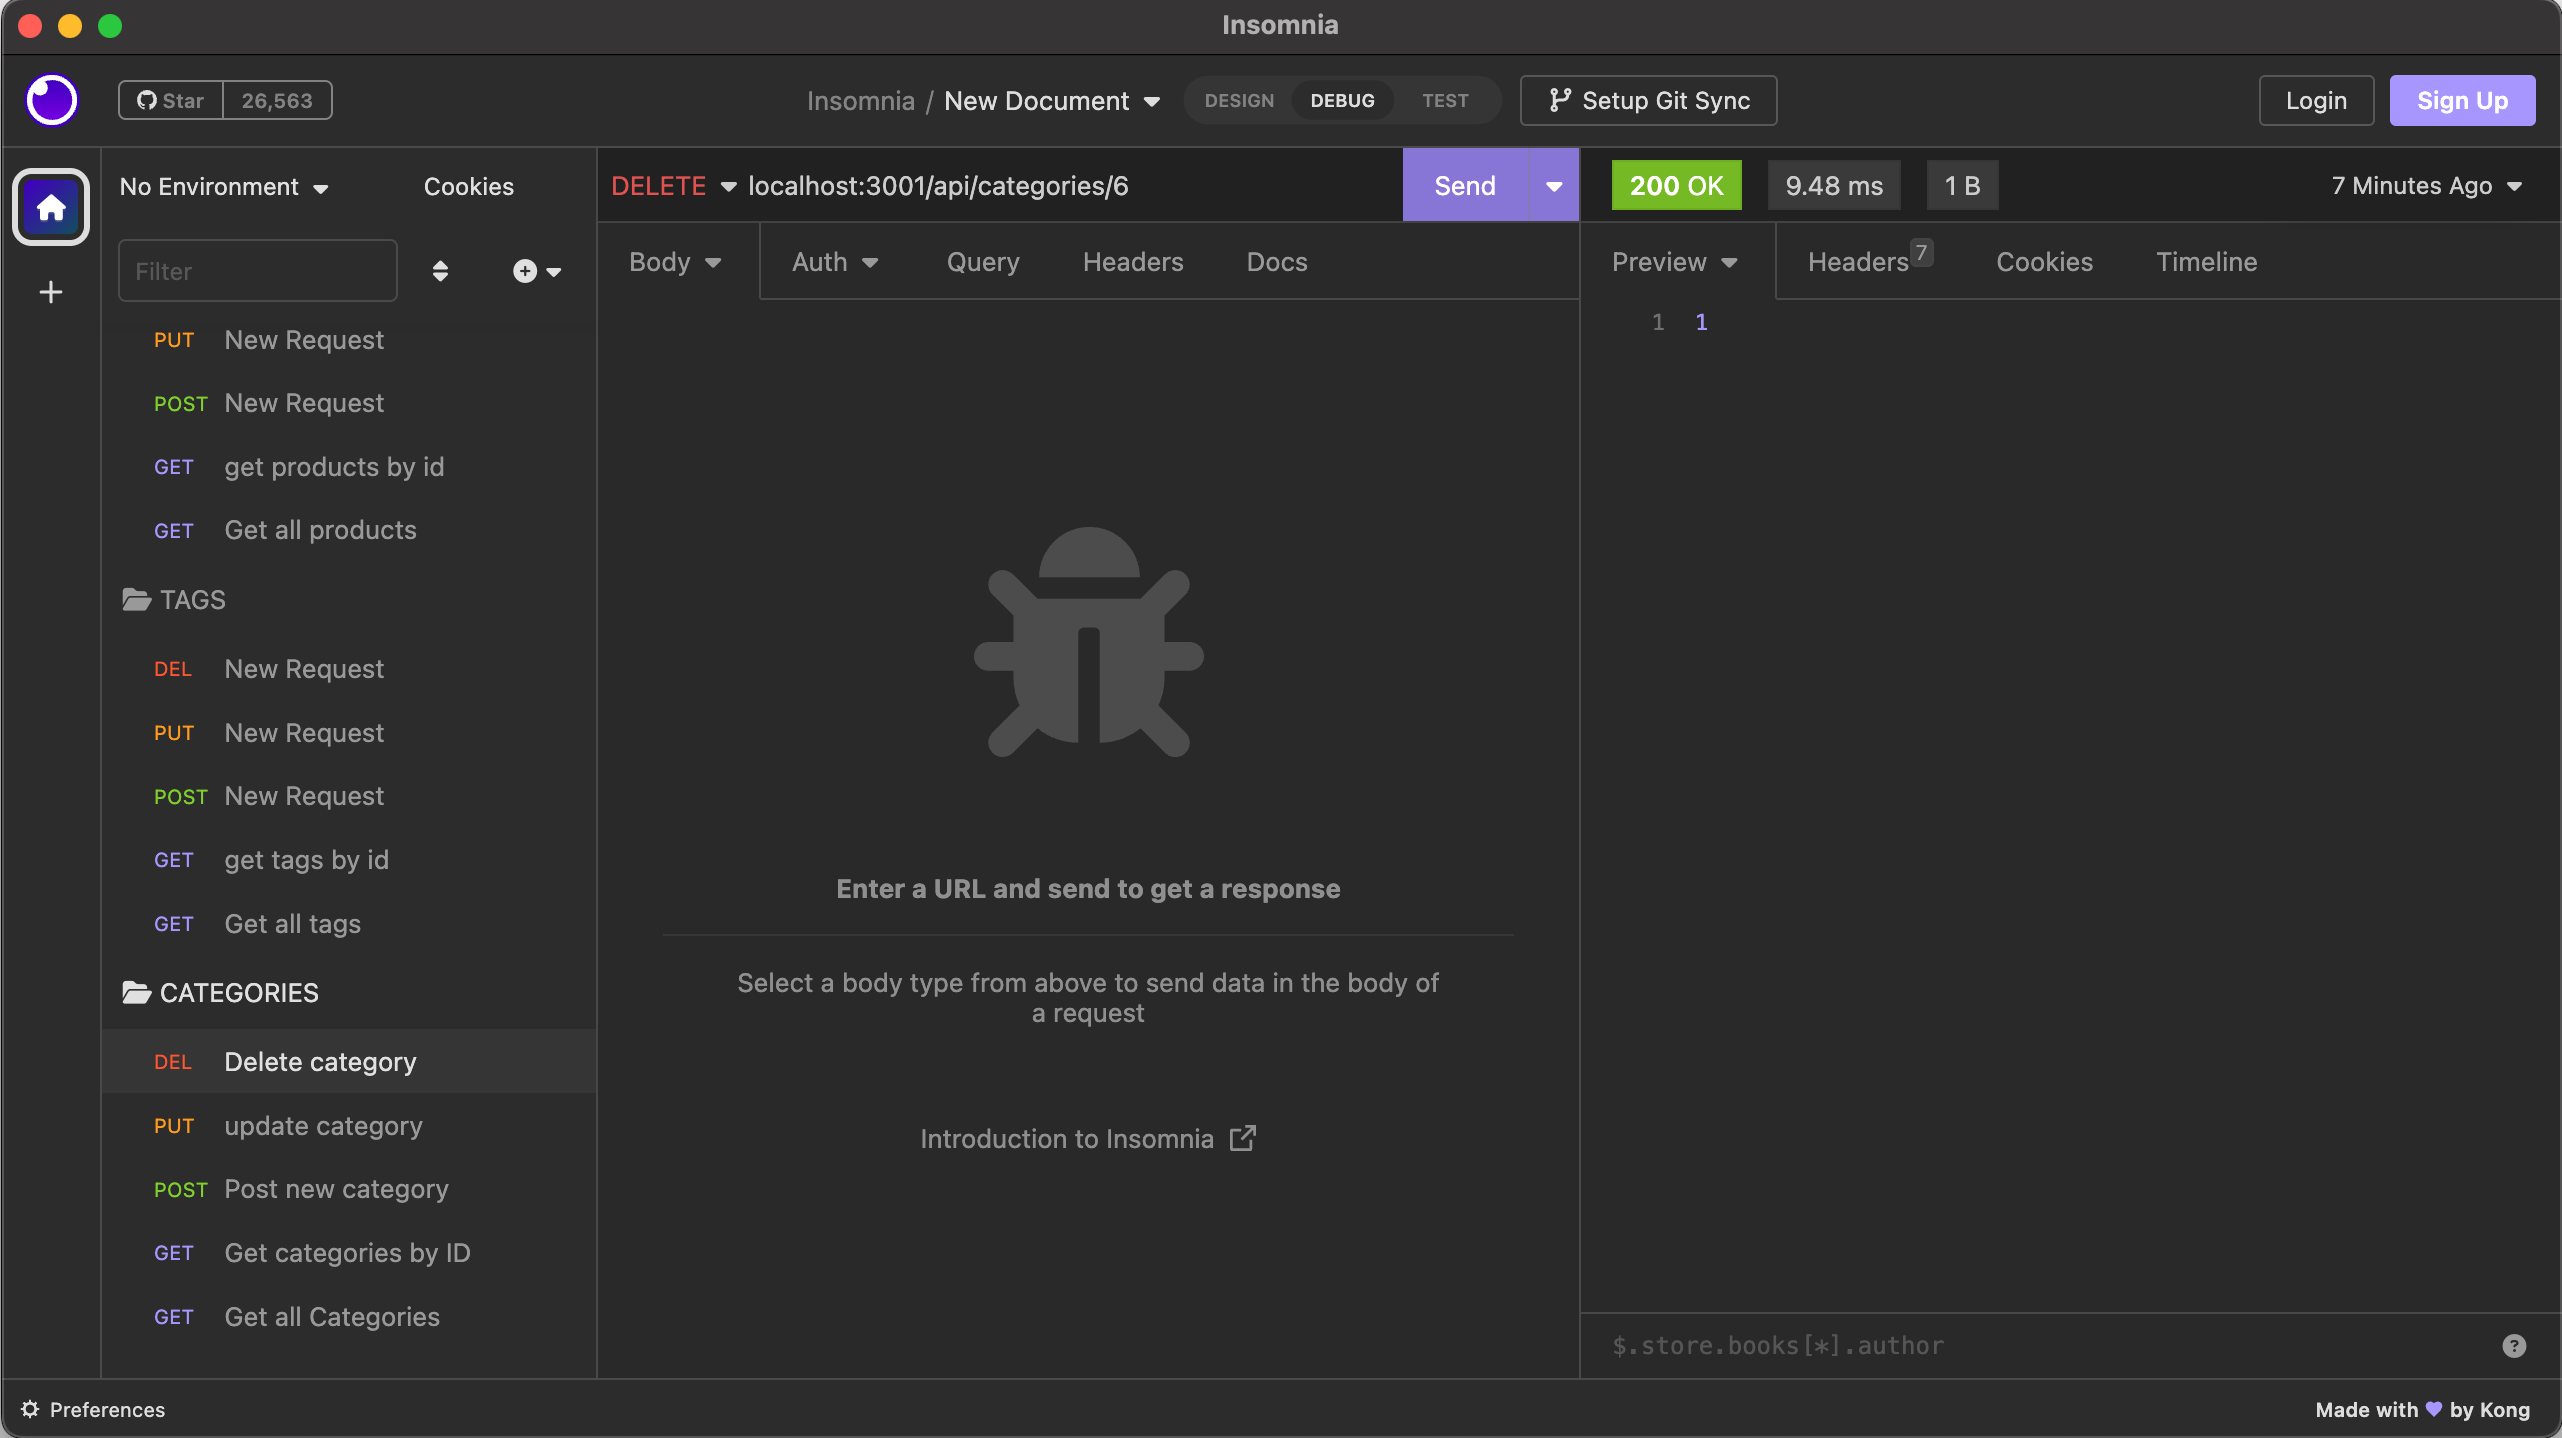 Insomnia
Star 26,563
Insomnia / New Document
DESIGN DEBUG TEST
Setup Git Sync
Login
Sign Up
No Environment
Cookies
Filter
PUT New Request
POST New Request
GET get products by id
GET Get all products
TAGS
DEL New Request
PUT New Request
POST New Request
GET get tags by id
GET Get all tags
CATEGORIES
DEL Delete category
PUT update category
POST Post new category
GET Get categories by ID
GET Get all Categories
DELETE localhost:3001/api/categories/6 Send
Body Auth Query Headers Docs
Enter a URL and send to get a response
Select a body type from above to send data in the body of
a request
Introduction to Insomnia
200 OK 9.48 ms 1 B 7 Minutes Ago
Preview Headers 7 Cookies Timeline
1 1
$.store.books[*].author
?
Preferences
Made with 💜 by Kong